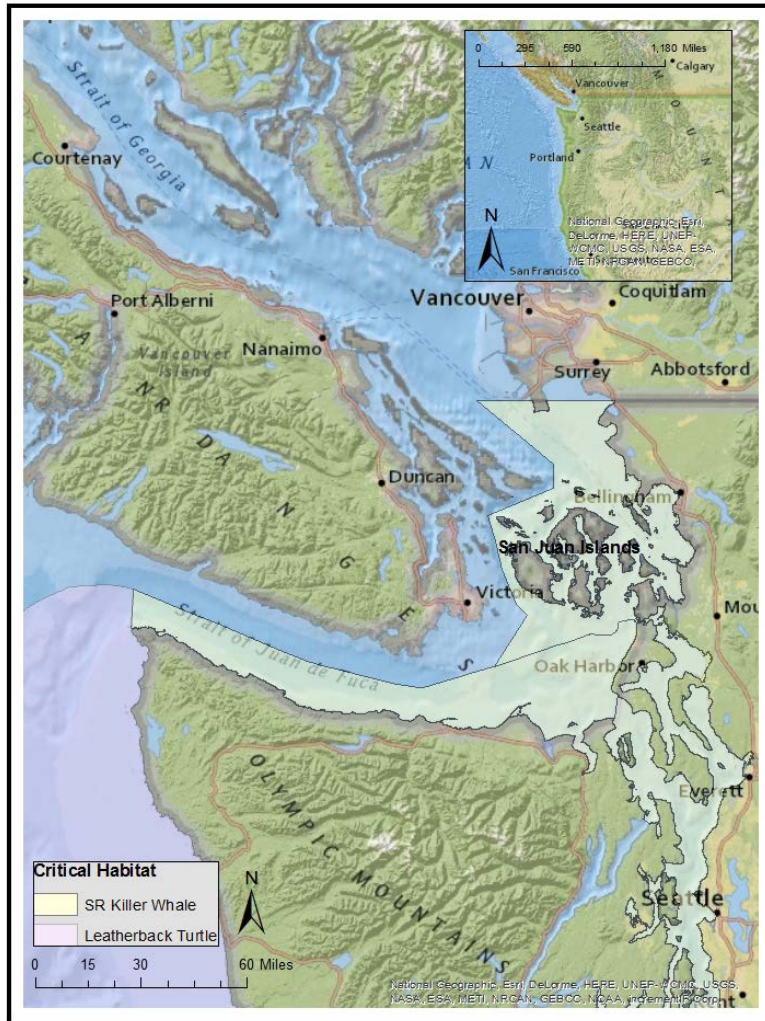 0 295 590 1,180 Miles
Calgary
Vancouver
Seattle
Portland
San Francisco
N
National Geographic, Esri,
DeLorme, HERE, UNEP-
WCMC, USGS, NASA, ESA,
METI, NRCAN, GEBCO,
Strait of Georgia
Courtenay
Port Alberni
Vancouver
Coquitlam
Nanaimo
Vancouver
Island
Surrey
Abbotsford
Duncan
Bellingham
San Juan Islands
Victoria
Mou
Strait of Juan de Fuca
Oak Harbor
Everett
OLYMPIC MOUNTAINS
Seattle
Kent
Critical Habitat
SR Killer Whale
Leatherback Turtle
N
0 15 30 60 Miles
National Geographic, Esri, DeLorme, HERE, UNEP-WCMC, USGS,
NASA, ESA, METI, NRCAN, GEBCO, NOAA, increment P Corp.